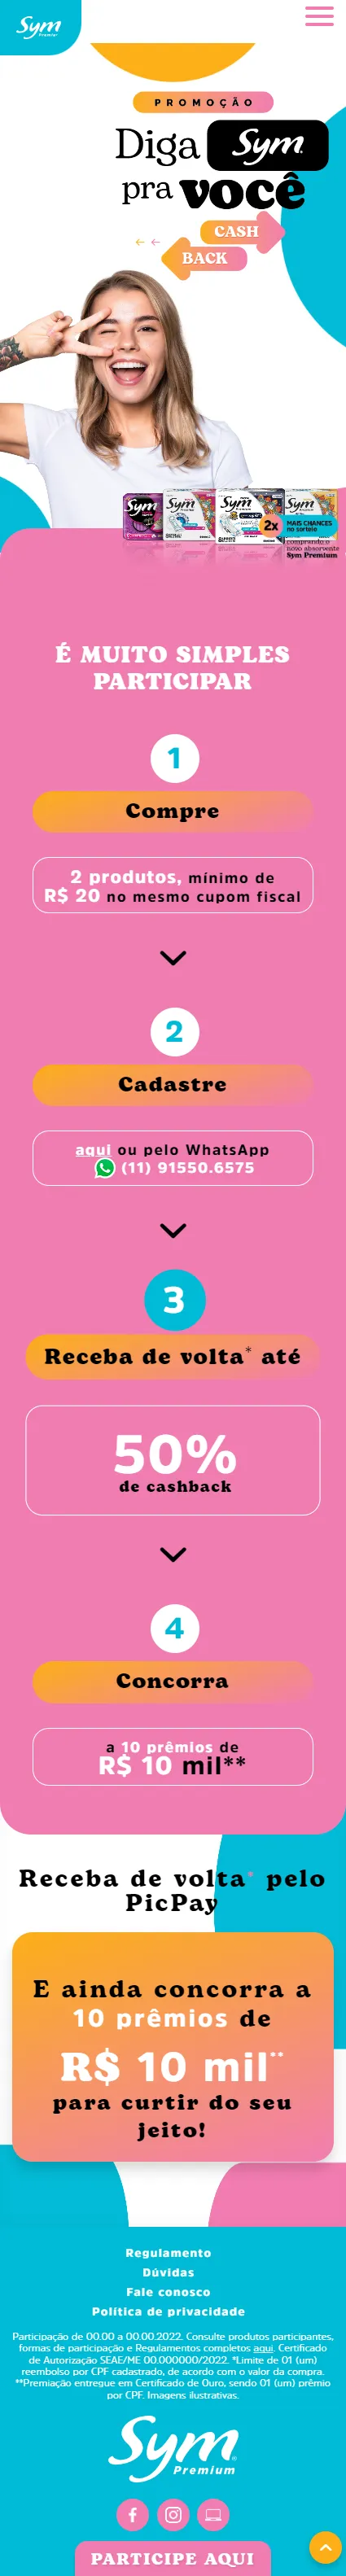 Sym
Premium
PROMOÇÃO
Diga Sym
pra você
CASH
BACK
Sym
Sym
Sym
Sym
2x
MAIS CHANCES
no sorteio
comprando o
novo absorvente
Sym Premium
É MUITO SIMPLES
PARTICIPAR
1
Compre
2 produtos, mínimo de
R$ 20 no mesmo cupom fiscal
2
Cadastre
aqui ou pelo WhatsApp
(11) 91550.6575
3
Receba de volta* até
50%
de cashback
4
Concorra
a 10 prêmios de
R$ 10 mil**
Receba de volta* pelo
PicPay
E ainda concorra a
10 prêmios de
R$ 10 mil**
para curtir do seu
jeito!
Regulamento
Dúvidas
Fale conosco
Política de privacidade
Participação de 00.00 a 00.00.2022. Consulte produtos participantes,
formas de participação e Regulamentos completos aqui. Certificado
de Autorização SEAE/ME 00.000000/2022. *Limite de 01 (um)
reembolso por CPF cadastrado, de acordo com o valor da compra.
**Premiação entregue em Certificado de Ouro, sendo 01 (um) prêmio
por CPF. Imagens ilustrativas.
Sym
Premium
PARTICIPE AQUI